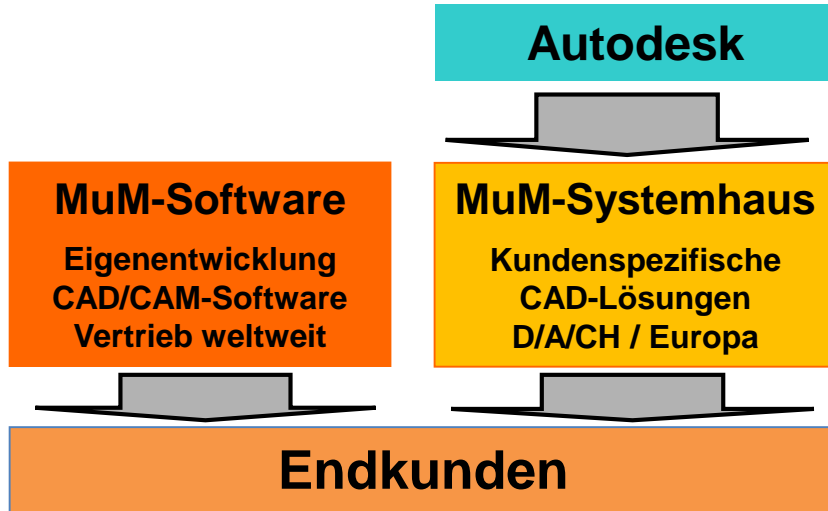 Autodesk
MuM-Software
Eigenentwicklung
CAD/CAM-Software
Vertrieb weltweit
MuM-Systemhaus
Kundenspezifische
CAD-Lösungen
D/A/CH / Europa
Endkunden